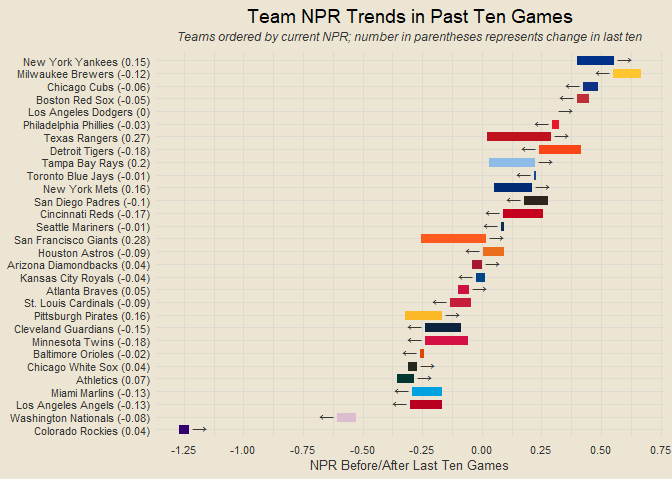 Team NPR Trends in Past Ten Games
Teams ordered by current NPR; number in parentheses represents change in last ten
New York Yankees (0.15)
Milwaukee Brewers (-0.12)
Chicago Cubs (-0.06)
Boston Red Sox (-0.05)
Los Angeles Dodgers (0)
Philadelphia Phillies (-0.03)
Texas Rangers (0.27)
Detroit Tigers (-0.18)
Tampa Bay Rays (0.2)
Toronto Blue Jays (-0.01)
New York Mets (0.16)
San Diego Padres (-0.1)
Cincinnati Reds (-0.17)
Seattle Mariners (-0.01)
San Francisco Giants (0.28)
Houston Astros (-0.09)
Arizona Diamondbacks (0.04)
Kansas City Royals (-0.04)
Atlanta Braves (0.05)
St. Louis Cardinals (-0.09)
Pittsburgh Pirates (0.16)
Cleveland Guardians (-0.15)
Minnesota Twins (-0.18)
Baltimore Orioles (-0.02)
Chicago White Sox (0.04)
Athletics (0.07)
Miami Marlins (-0.13)
Los Angeles Angels (-0.13)
Washington Nationals (-0.08)
Colorado Rockies (0.04)
-1.25 -1.00 -0.75 -0.50 -0.25 0.00 0.25 0.50 0.75
NPR Before/After Last Ten Games